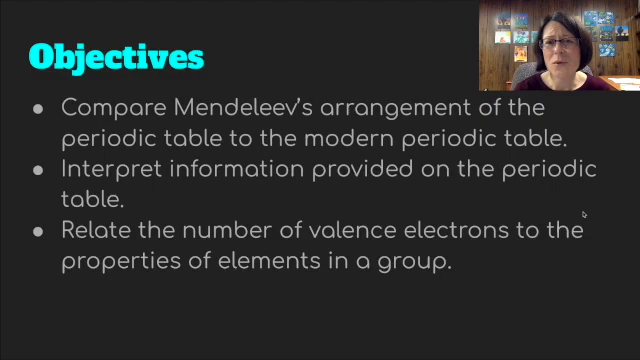 Objectives
● Compare Mendeleev's arrangement of the
periodic table to the modern periodic table.
● Interpret information provided on the periodic
table.
● Relate the number of valence electrons to the
properties of elements in a group.